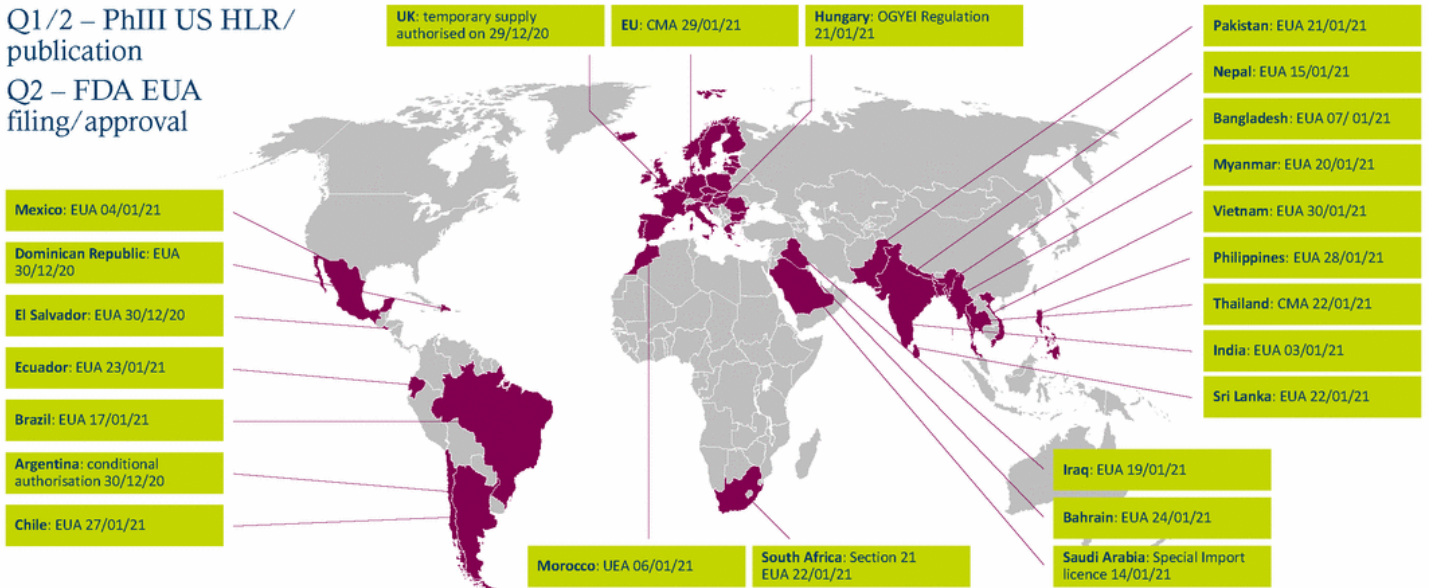 Q1/2 – PhIII US HLR/
publication
Q2 – FDA EUA
filing/approval
UK: temporary supply
authorised on 29/12/20
EU: CMA 29/01/21
Hungary: OGYEI Regulation
21/01/21
Mexico: EUA 04/01/21
Dominican Republic: EUA
30/12/20
El Salvador: EUA 30/12/20
Ecuador: EUA 23/01/21
Brazil: EUA 17/01/21
Argentina: conditional
authorisation 30/12/20
Chile: EUA 27/01/21
Morocco: UEA 06/01/21
South Africa: Section 21
EUA 22/01/21
Pakistan: EUA 21/01/21
Nepal: EUA 15/01/21
Bangladesh: EUA 07/ 01/21
Myanmar: EUA 20/01/21
Vietnam: EUA 30/01/21
Philippines: EUA 28/01/21
Thailand: CMA 22/01/21
India: EUA 03/01/21
Sri Lanka: EUA 22/01/21
Iraq: EUA 19/01/21
Bahrain: EUA 24/01/21
Saudi Arabia: Special Import
licence 14/01/21